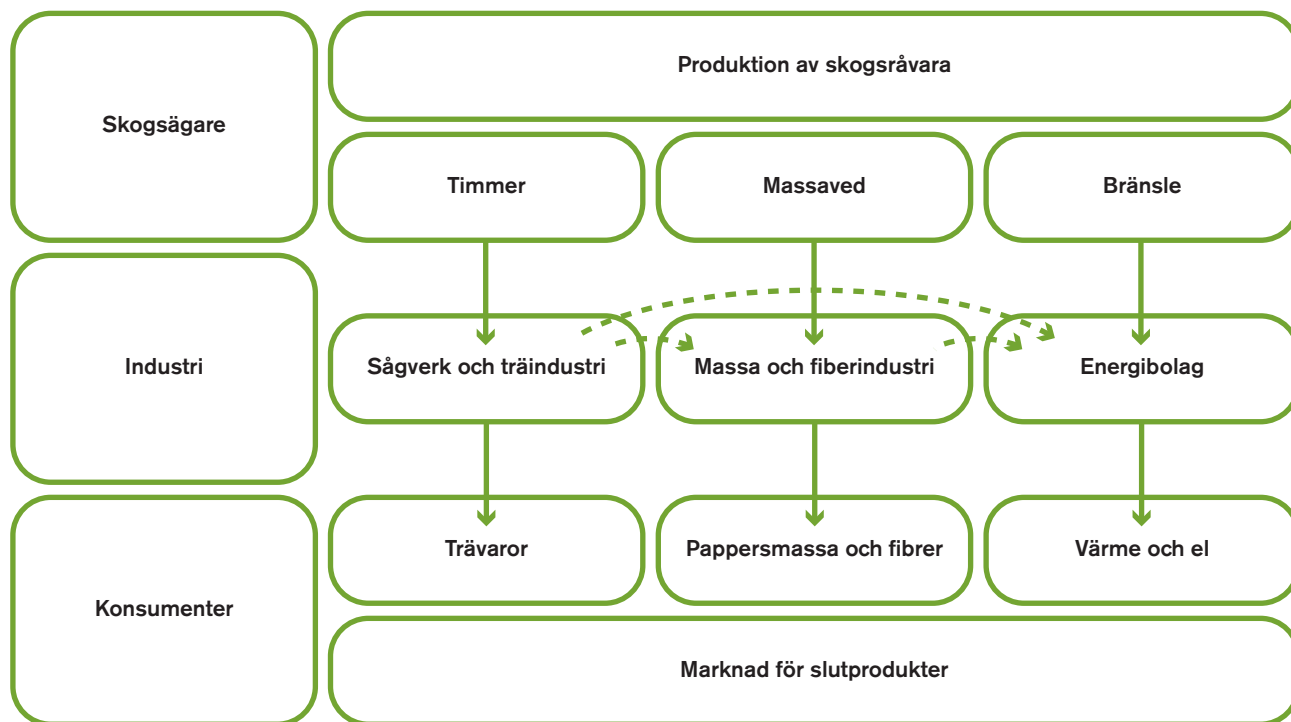 Skogsägare
Produktion av skogsråvara
Timmer
Massaved
Bränsle
Industri
Sågverk och träindustri
Massa och fiberindustri
Energibolag
Konsumenter
Trävaror
Pappersmassa och fibrer
Värme och el
Marknad för slutprodukter